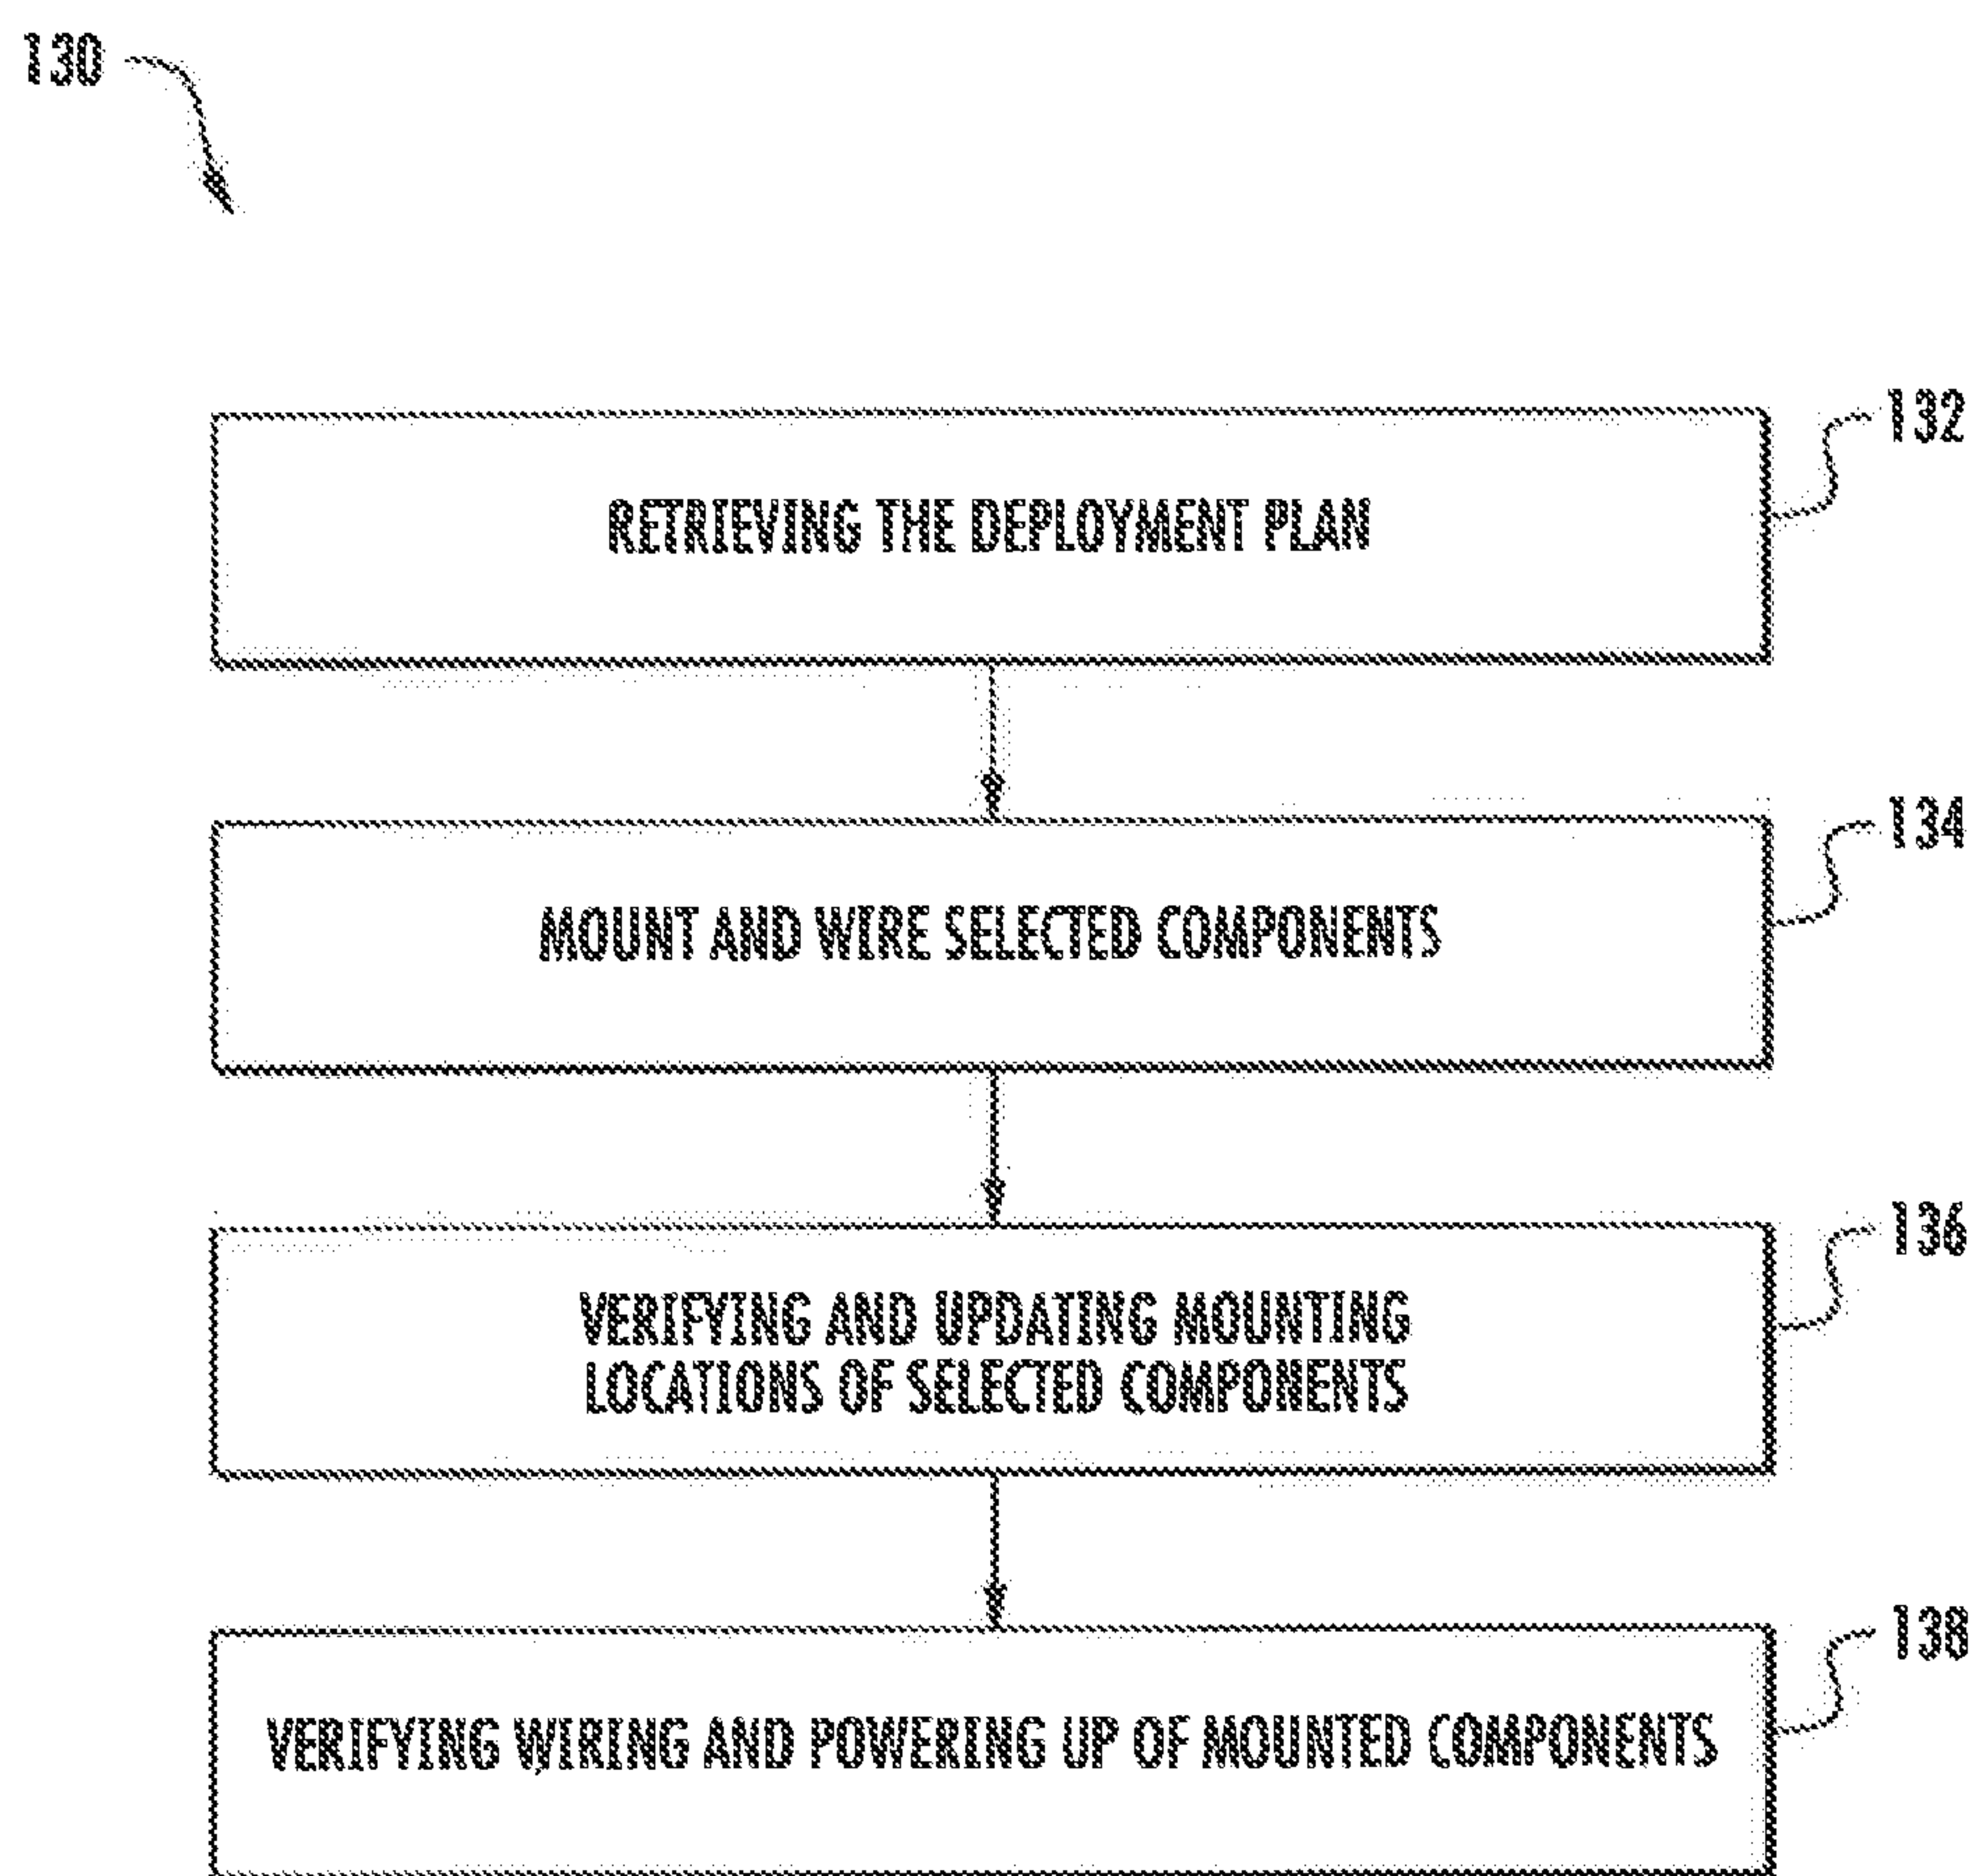 130
132
RETRIEVING THE DEPLOYMENT PLAN
134
MOUNT AND WIRE SELECTED COMPONENTS
136
VERIFYING AND UPDATING MOUNTING
LOCATIONS OF SELECTED COMPONENTS
138
VERIFYING WIRING AND POWERING UP OF MOUNTED COMPONENTS